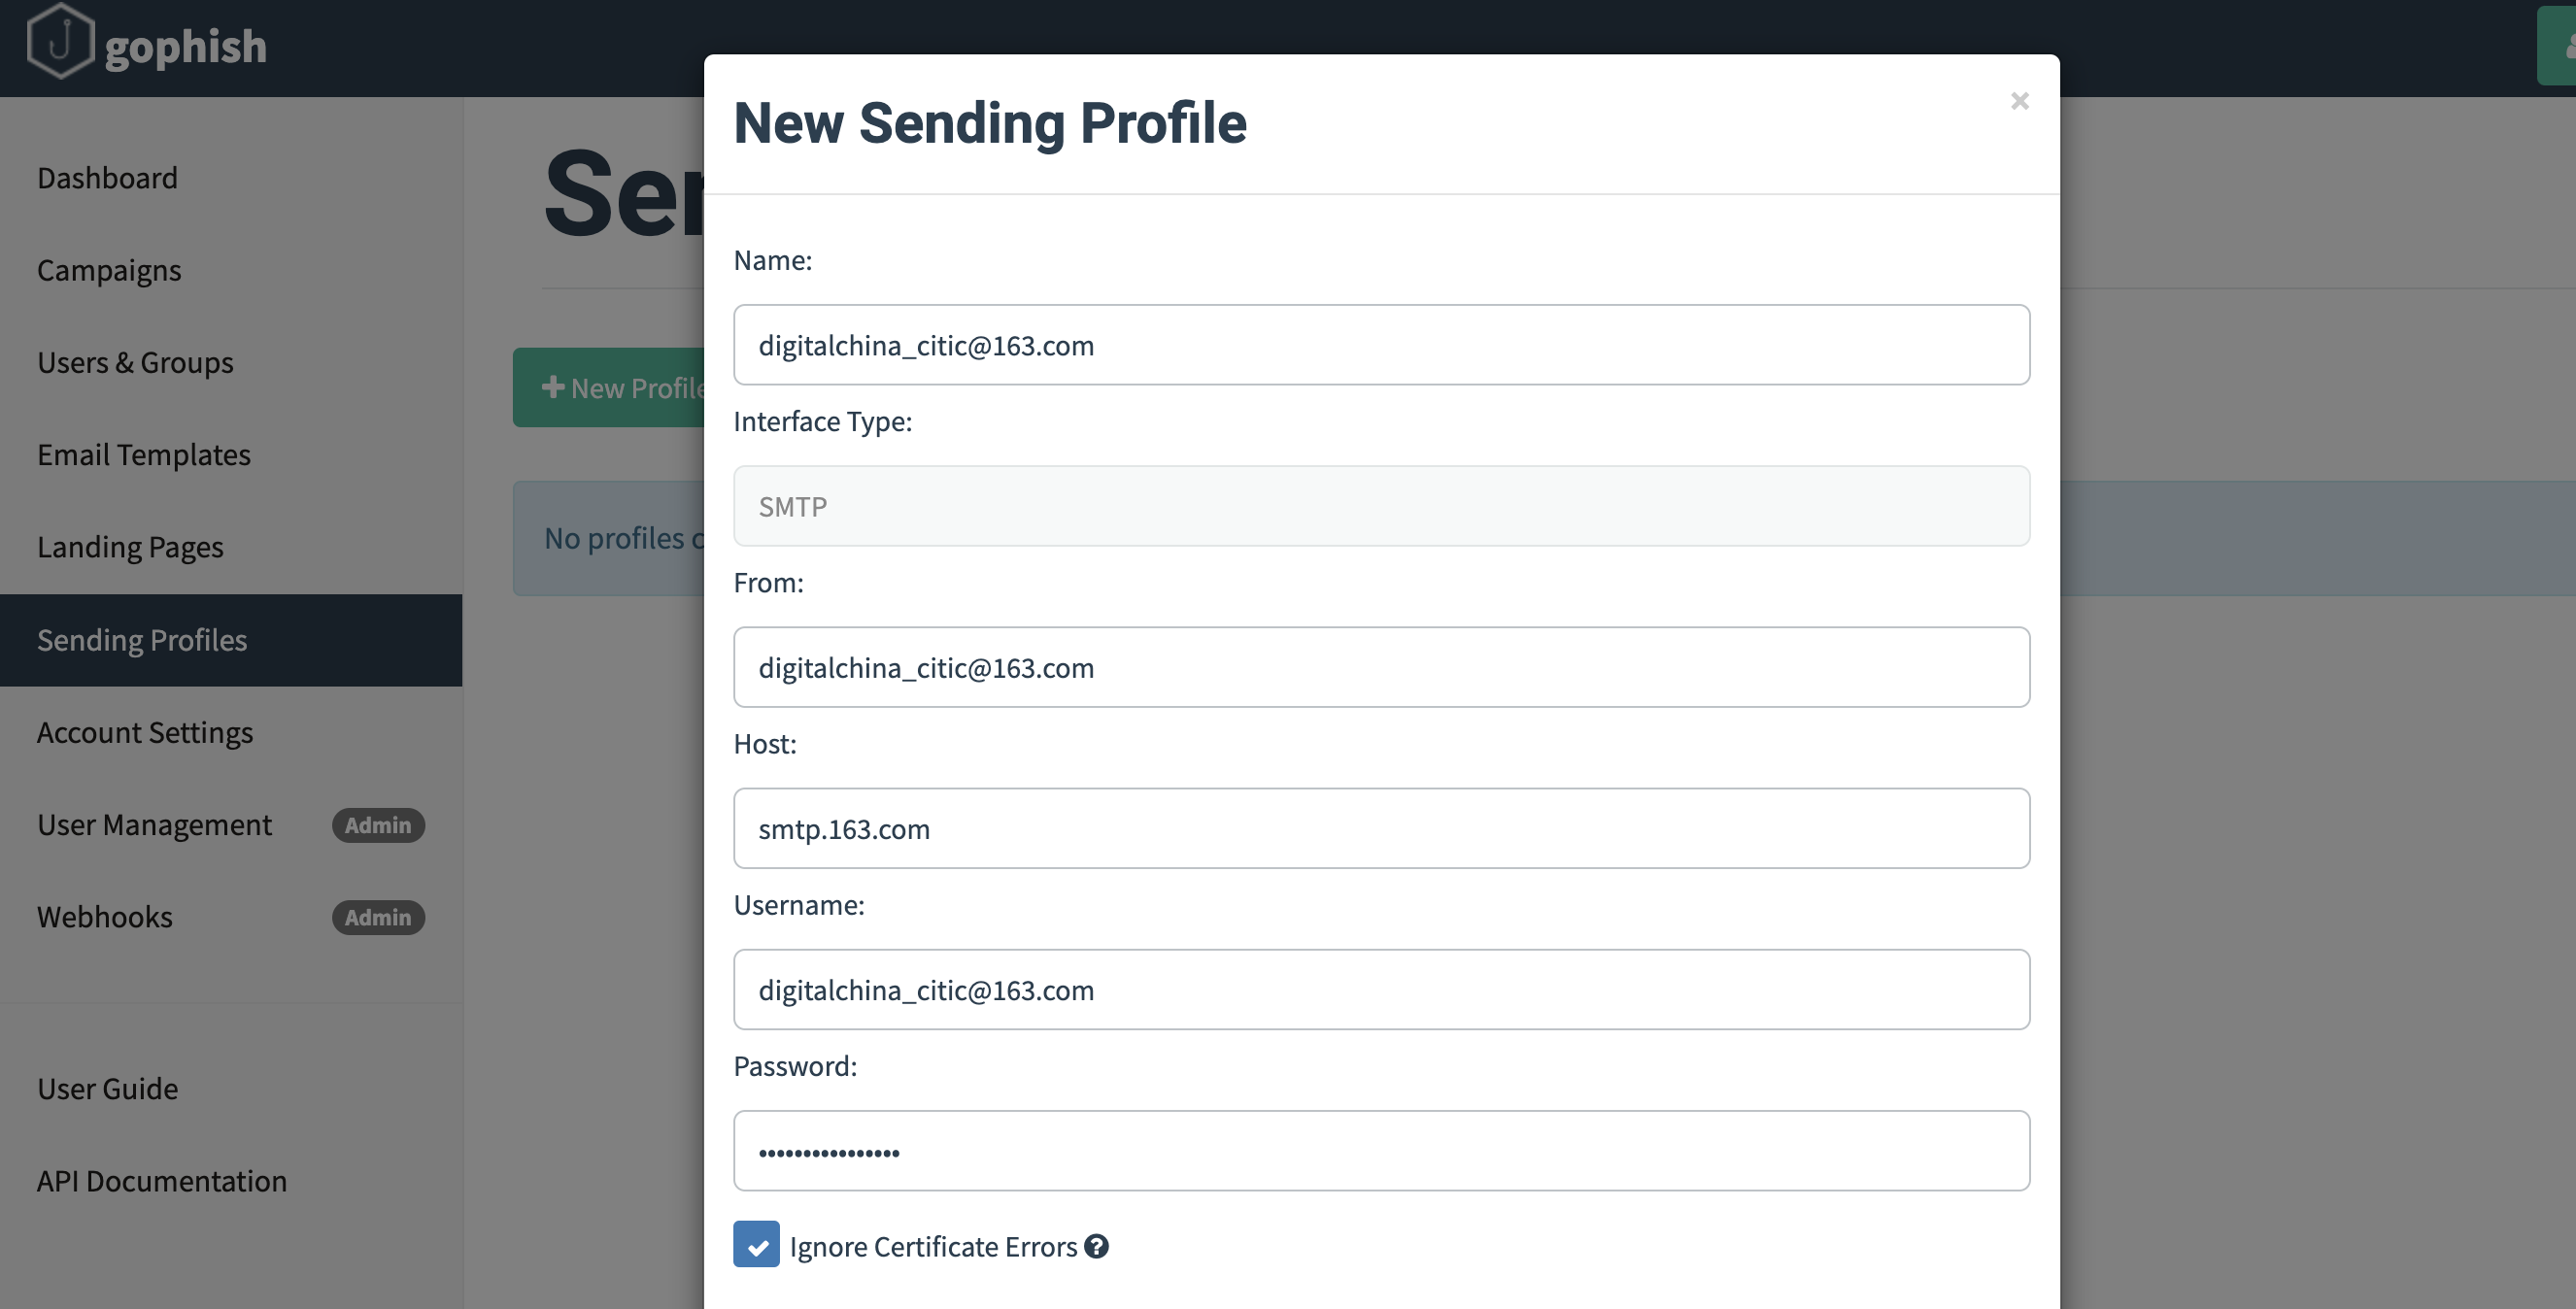 gophish
New Sending Profile
×
Dashboard
Campaigns
Users & Groups
Email Templates
Landing Pages
Sending Profiles
Account Settings
User Management Admin
Webhooks Admin
User Guide
API Documentation
New Profile
No profiles
Name:
digitalchina_citic@163.com
Interface Type:
SMTP
From:
digitalchina_citic@163.com
Host:
smtp.163.com
Username:
digitalchina_citic@163.com
Password:
••••••••••••••••
Ignore Certificate Errors